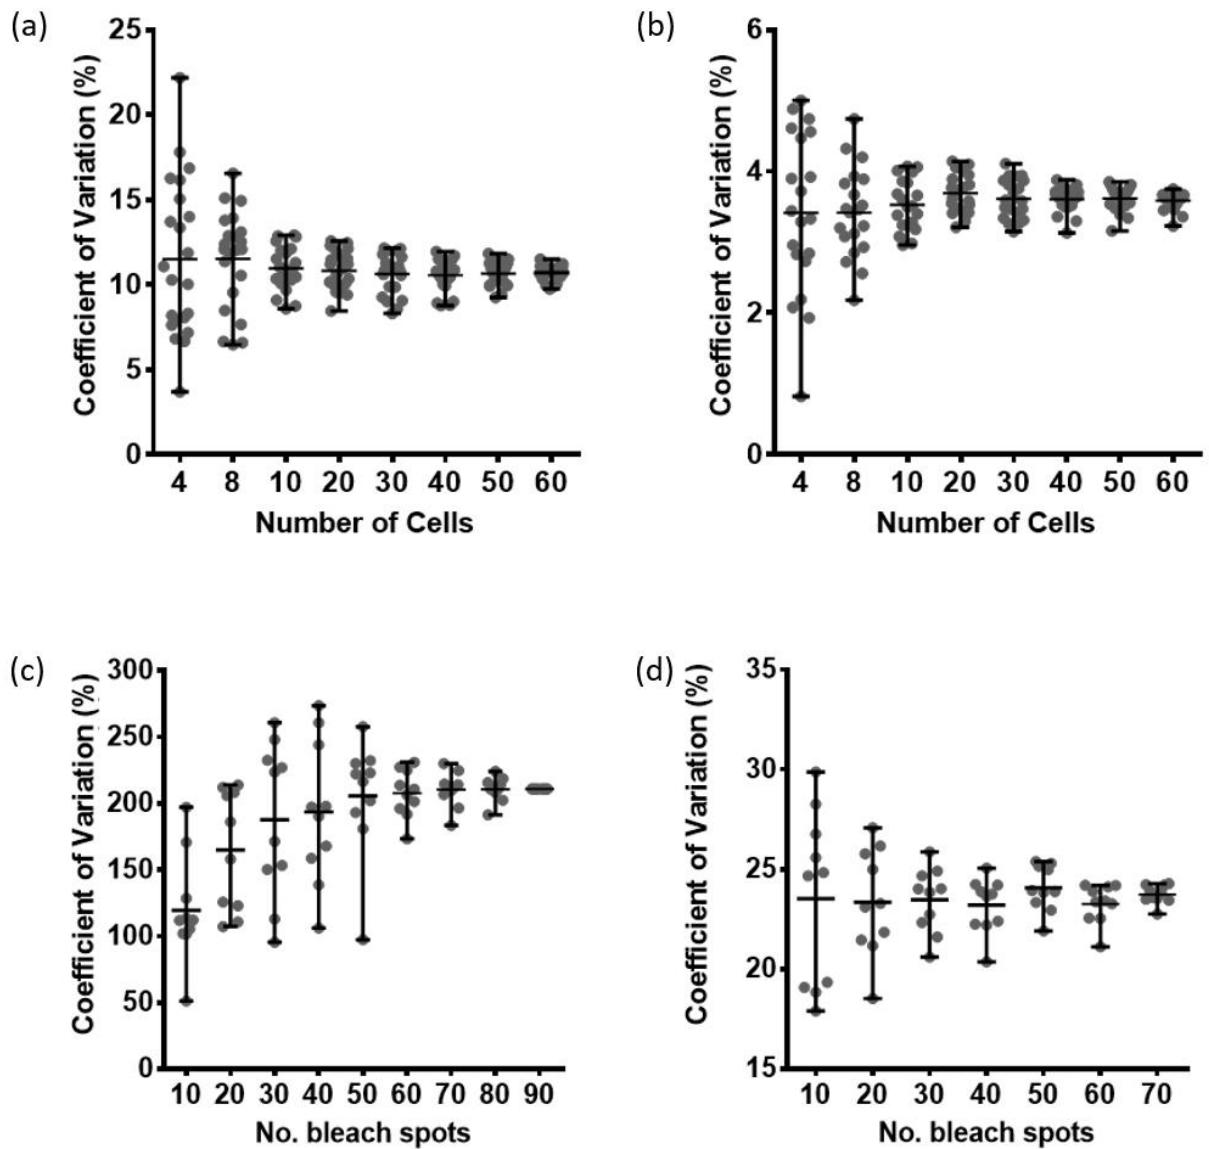 (a)
Coefficient of Variation (%)
25
20
15
10
5
0
4 8 10 20 30 40 50 60
Number of Cells
(b)
Coefficient of Variation (%)
6
4
2
0
4 8 10 20 30 40 50 60
Number of Cells
(c)
Coefficient of Variation (%)
300
250
200
150
100
50
0
10 20 30 40 50 60 70 80 90
No. bleach spots
(d)
Coefficient of Variation (%)
35
30
25
20
15
10 20 30 40 50 60 70
No. bleach spots